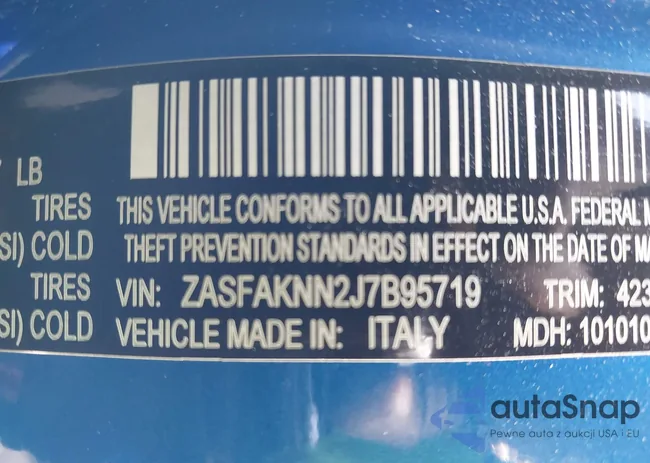 LB
TIRES THIS VEHICLE CONFORMS TO ALL APPLICABLE U.S.A. FEDERAL M
SI) COLD THEFT PREVENTION STANDARDS IN EFFECT ON THE DATE OF MA
TIRES VIN: ZASFAKNN2J7B95719 TRIM: 423
SI) COLD VEHICLE MADE IN: ITALY MDH: 101010
autaSnap
Pewne auta z aukcji USA i EU